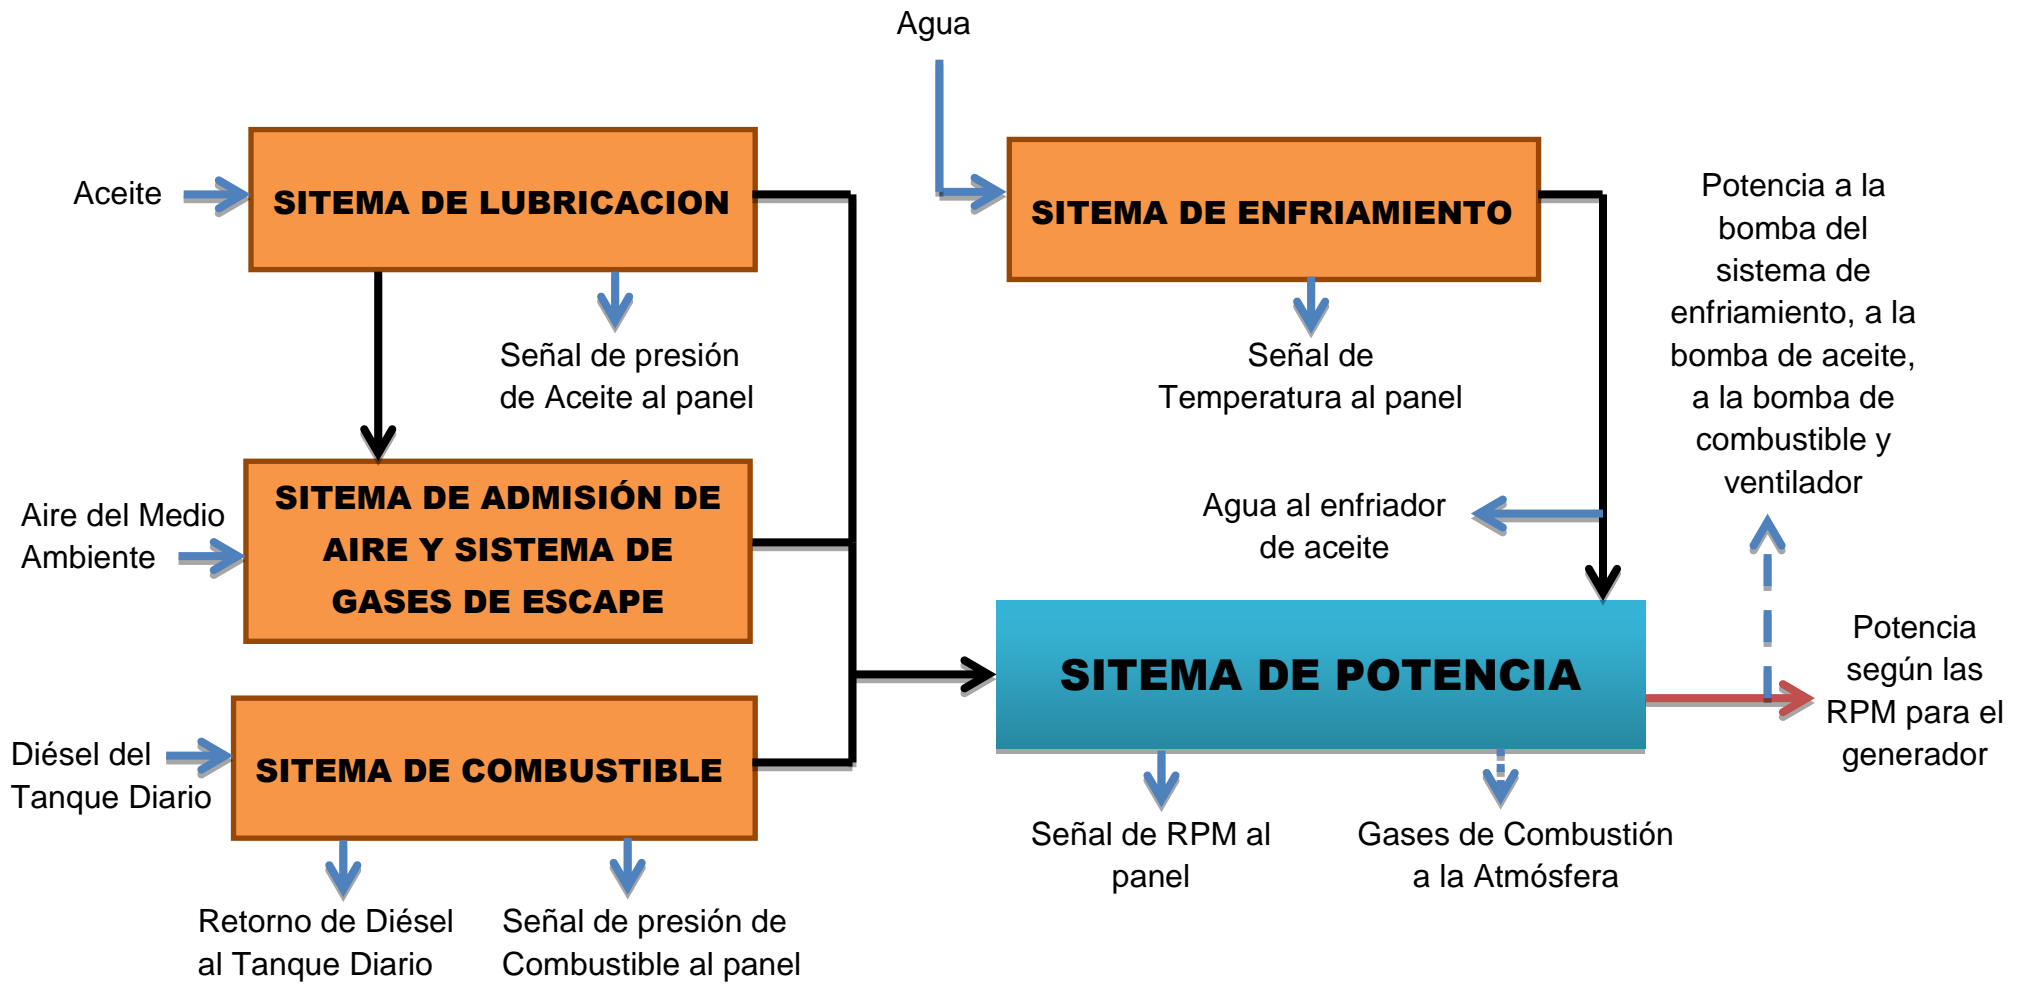 Agua
Aceite
SITEMA DE LUBRICACION
SITEMA DE ENFRIAMIENTO
Potencia a la
bomba del
sistema de
enfriamiento, a la
bomba de aceite,
a la bomba de
combustible y
ventilador
Señal de presión
de Aceite al panel
Señal de
Temperatura al panel
Aire del Medio
Ambiente
SITEMA DE ADMISIÓN DE
AIRE Y SISTEMA DE
GASES DE ESCAPE
Agua al enfriador
de aceite
SITEMA DE POTENCIA
Potencia
según las
RPM para el
generador
Diésel del
Tanque Diario
SITEMA DE COMBUSTIBLE
Señal de RPM al
panel
Gases de Combustión
a la Atmósfera
Retorno de Diésel
al Tanque Diario
Señal de presión de
Combustible al panel